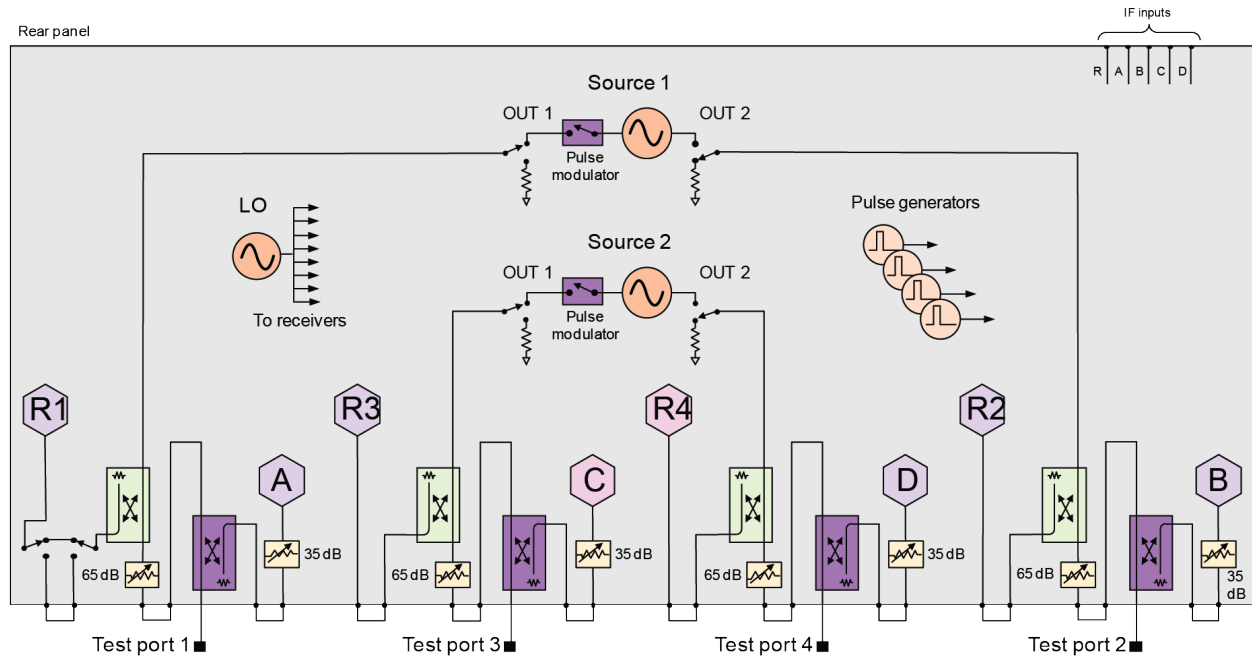 IF inputs
Rear panel
R A B C D
Source 1
OUT 1
OUT 2
Pulse
modulator
LO
Pulse generators
Source 2
OUT 1
OUT 2
To receivers
Pulse
modulator
R1
R3
R4
R2
A
C
D
B
35 dB
35 dB
35 dB
35
dB
65 dB
65 dB
65 dB
65 dB
Test port 1
Test port 3
Test port 4
Test port 2